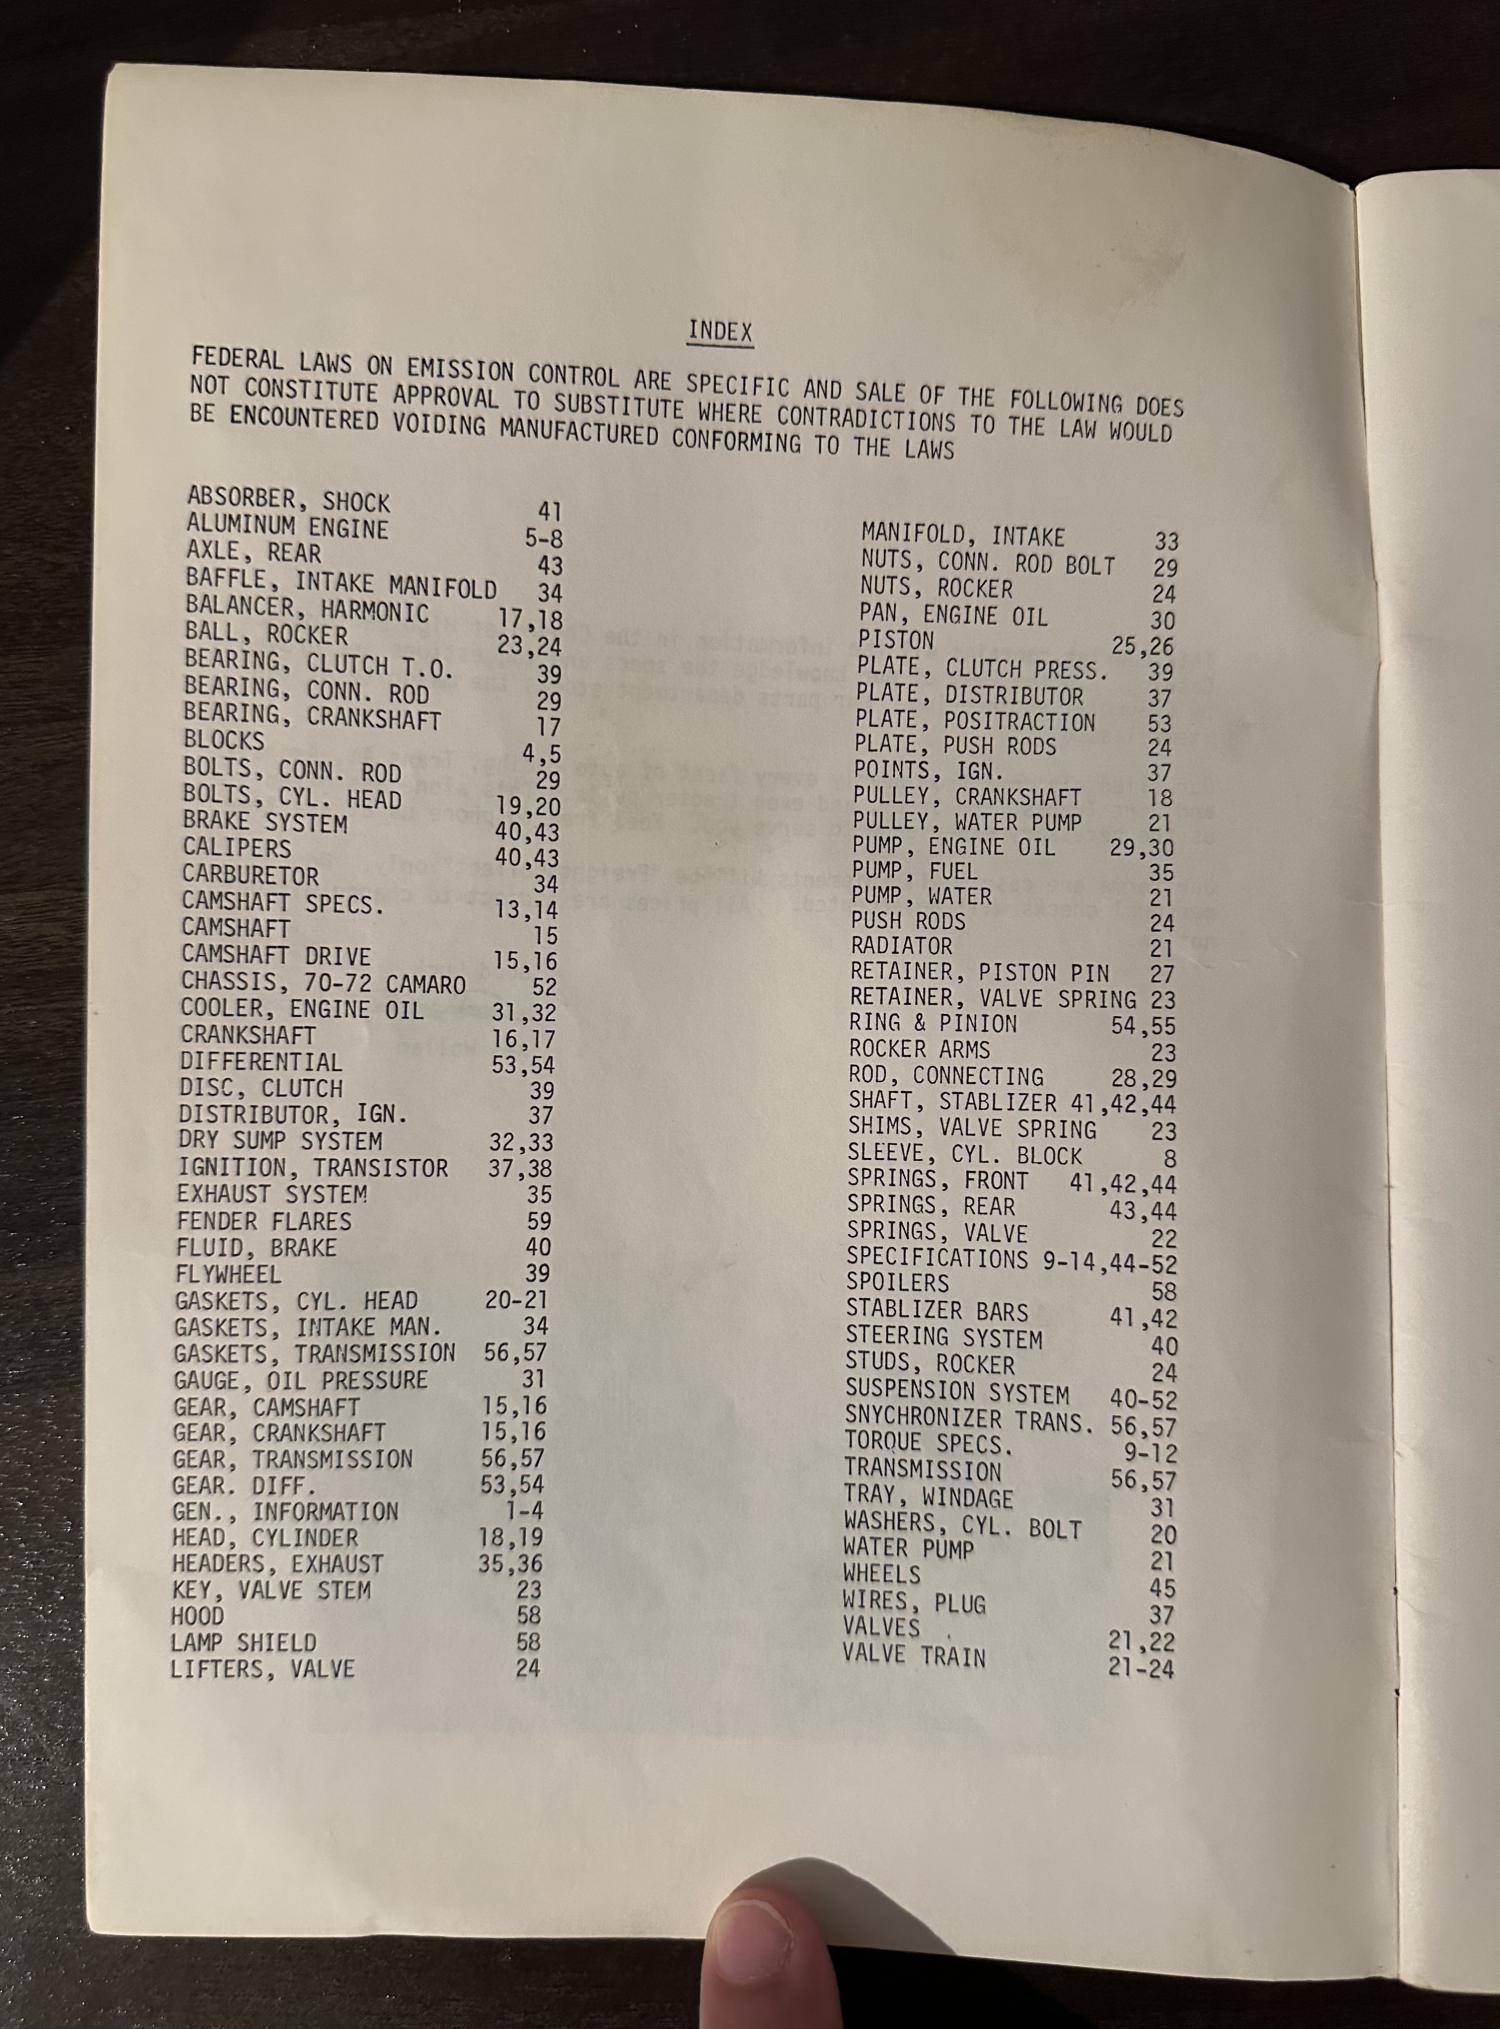 INDEX
FEDERAL LAWS ON EMISSION CONTROL ARE SPECIFIC AND SALE OF THE FOLLOWING DOES
NOT CONSTITUTE APPROVAL TO SUBSTITUTE WHERE CONTRADICTIONS TO THE LAW WOULD
BE ENCOUNTERED VOIDING MANUFACTURED CONFORMING TO THE LAWS
ABSORBER, SHOCK 41
ALUMINUM ENGINE 5-8
AXLE, REAR 43
BAFFLE, INTAKE MANIFOLD 34
BALANCER, HARMONIC 17,18
BALL, ROCKER 23,24
BEARING, CLUTCH T.O. 39
BEARING, CONN. ROD 29
BEARING, CRANKSHAFT 17
BLOCKS 4,5
BOLTS, CONN. ROD 29
BOLTS, CYL. HEAD 19,20
BRAKE SYSTEM 40,43
CALIPERS 40,43
CARBURETOR 34
CAMSHAFT SPECS. 13,14
CAMSHAFT 15
CAMSHAFT DRIVE 15,16
CHASSIS, 70-72 CAMARO 52
COOLER, ENGINE OIL 31,32
CRANKSHAFT 16,17
DIFFERENTIAL 53,54
DISC, CLUTCH 39
DISTRIBUTOR, IGN. 37
DRY SUMP SYSTEM 32,33
IGNITION, TRANSISTOR 37,38
EXHAUST SYSTEM 35
FENDER FLARES 59
FLUID, BRAKE 40
FLYWHEEL 39
GASKETS, CYL. HEAD 20-21
GASKETS, INTAKE MAN. 34
GASKETS, TRANSMISSION 56,57
GAUGE, OIL PRESSURE 31
GEAR, CAMSHAFT 15,16
GEAR, CRANKSHAFT 15,16
GEAR, TRANSMISSION 56,57
GEAR. DIFF. 53,54
GEN., INFORMATION 1-4
HEAD, CYLINDER 18,19
HEADERS, EXHAUST 35,36
KEY, VALVE STEM 23
HOOD 58
LAMP SHIELD 58
LIFTERS, VALVE 24
MANIFOLD, INTAKE 33
NUTS, CONN. ROD BOLT 29
NUTS, ROCKER 24
PAN, ENGINE OIL 30
PISTON 25,26
PLATE, CLUTCH PRESS. 39
PLATE, DISTRIBUTOR 37
PLATE, POSITRACTION 53
PLATE, PUSH RODS 24
POINTS, IGN. 37
PULLEY, CRANKSHAFT 18
PULLEY, WATER PUMP 21
PUMP, ENGINE OIL 29,30
PUMP, FUEL 35
PUMP, WATER 21
PUSH RODS 24
RADIATOR 21
RETAINER, PISTON PIN 27
RETAINER, VALVE SPRING 23
RING & PINION 54,55
ROCKER ARMS 23
ROD, CONNECTING 28,29
SHAFT, STABLIZER 41,42,44
SHIMS, VALVE SPRING 23
SLEEVE, CYL. BLOCK 8
SPRINGS, FRONT 41,42,44
SPRINGS, REAR 43,44
SPRINGS, VALVE 22
SPECIFICATIONS 9-14,44-52
SPOILERS 58
STABLIZER BARS 41,42
STEERING SYSTEM 40
STUDS, ROCKER 24
SUSPENSION SYSTEM 40-52
SNYCHRONIZER TRANS. 56,57
TORQUE SPECS. 9-12
TRANSMISSION 56,57
TRAY, WINDAGE 31
WASHERS, CYL. BOLT 20
WATER PUMP 21
WHEELS 45
WIRES, PLUG 37
VALVES 21,22
VALVE TRAIN 21-24